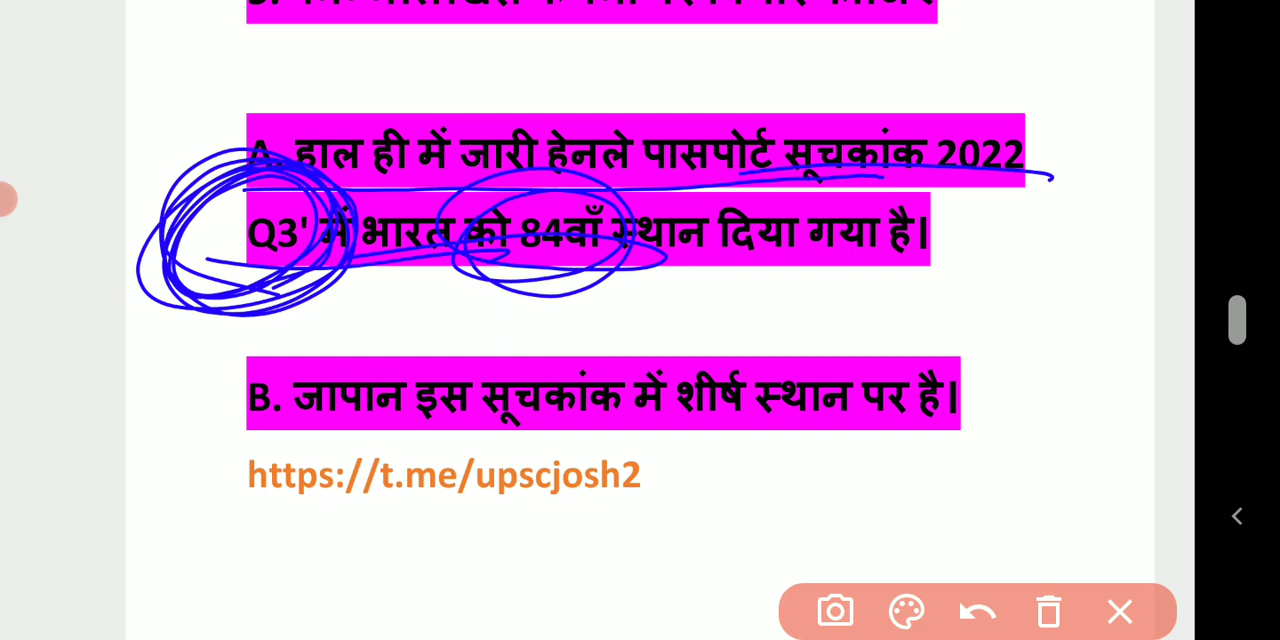 A. हाल ही में जारी हेनले पासपोर्ट सूचकांक 2022
Q3' में भारत को 84वाँ स्थान दिया गया है।
B. जापान इस सूचकांक में शीर्ष स्थान पर है।
https://t.me/upscjosh2